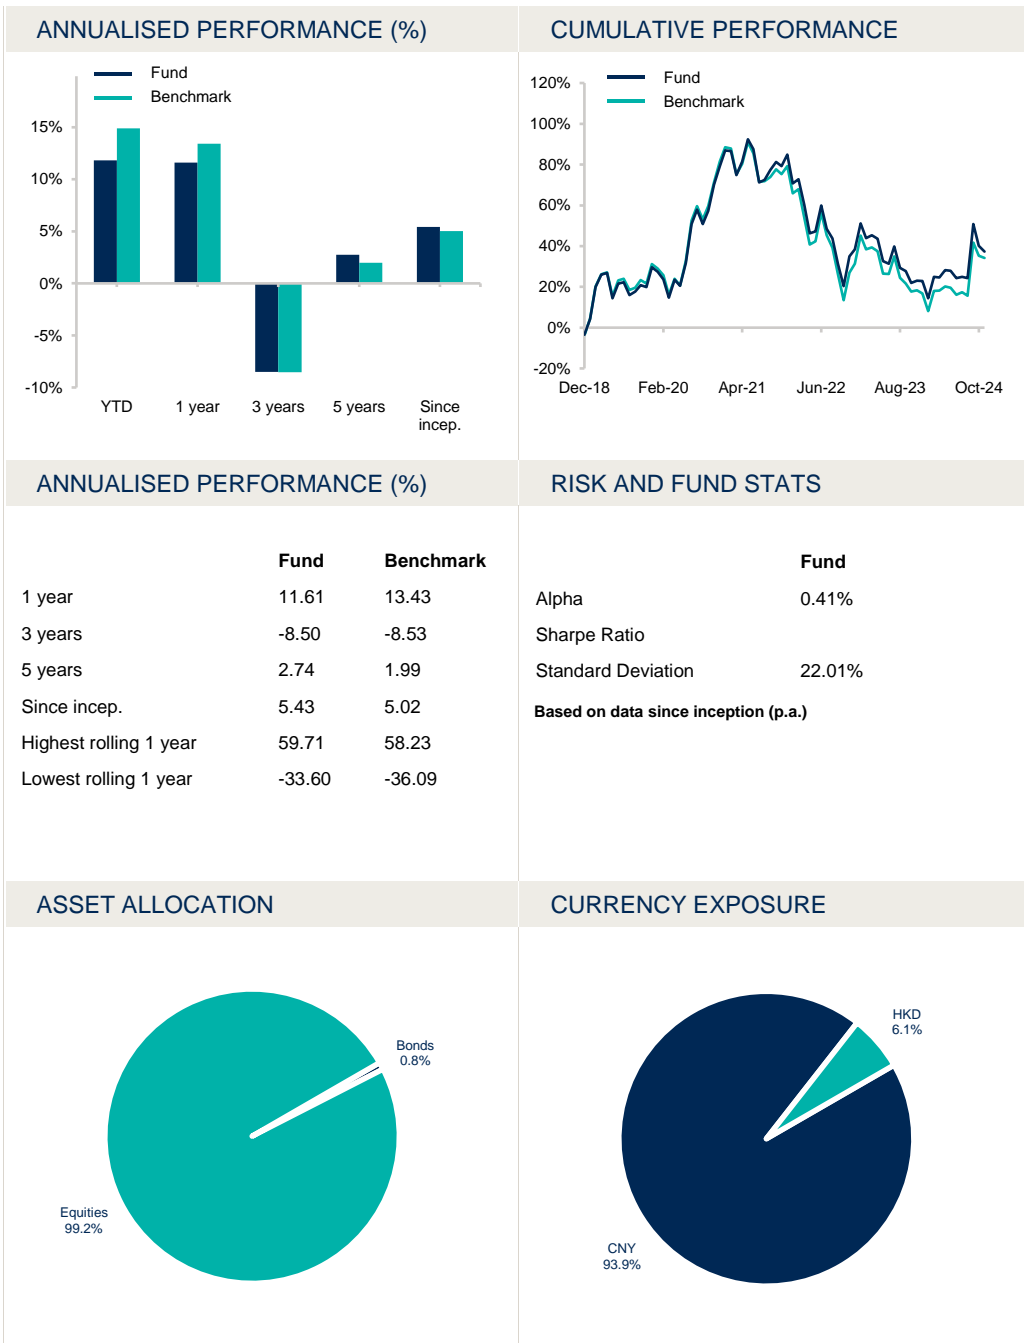 ANNUALISED PERFORMANCE (%)
Fund
Benchmark
15%
10%
5%
0%
-5%
-10%
YTD
1 year
3 years
5 years
Since
incep.
CUMULATIVE PERFORMANCE
Fund
Benchmark
120%
100%
80%
60%
40%
20%
0%
-20%
Dec-18
Feb-20
Apr-21
Jun-22
Aug-23
Oct-24
ANNUALISED PERFORMANCE (%)
Fund Benchmark
1 year 11.61 13.43
3 years -8.50 -8.53
5 years 2.74 1.99
Since incep. 5.43 5.02
Highest rolling 1 year 59.71 58.23
Lowest rolling 1 year -33.60 -36.09
RISK AND FUND STATS
Fund
Alpha 0.41%
Sharpe Ratio
Standard Deviation 22.01%
Based on data since inception (p.a.)
ASSET ALLOCATION
Bonds
0.8%
Equities
99.2%
CURRENCY EXPOSURE
HKD
6.1%
CNY
93.9%